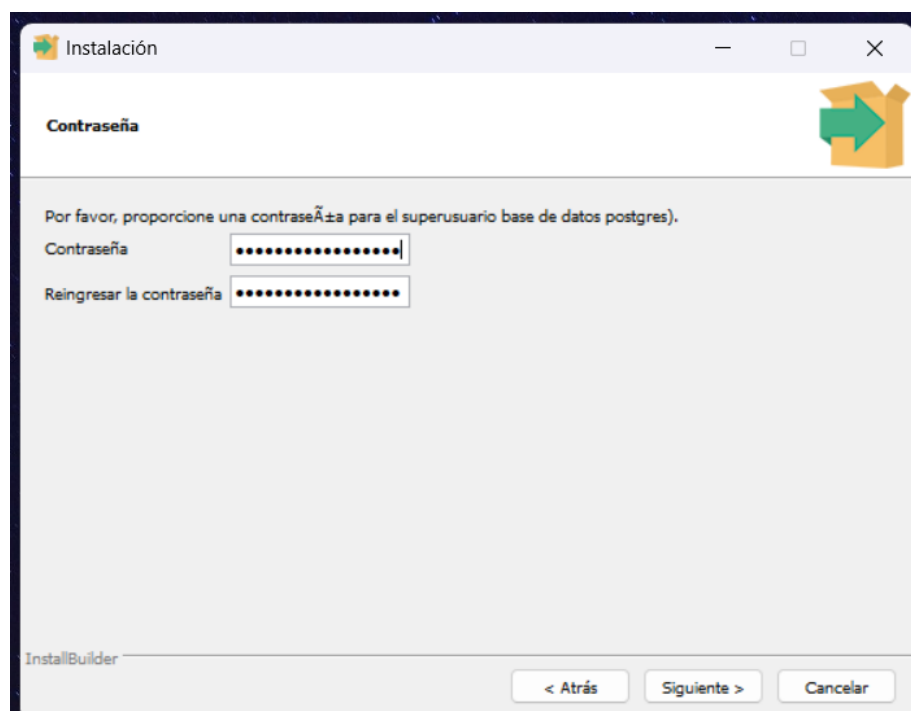 Instalación
Contraseña
Por favor, proporcione una contraseÃ±a para el superusuario base de datos postgres).
Contraseña •••••••••••••••••
Reingresar la contraseña •••••••••••••••••
InstallBuilder
< Atrás Siguiente > Cancelar